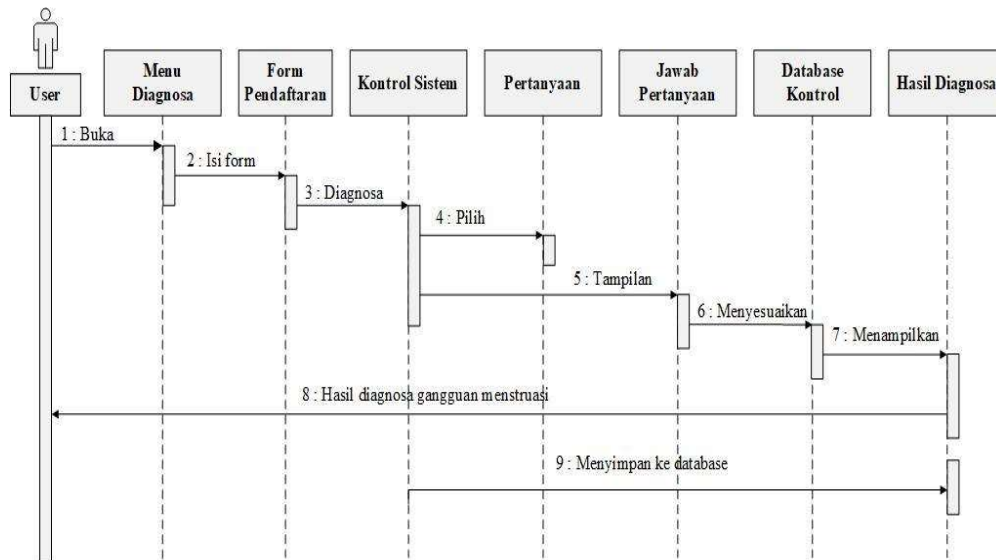 User
Menu
Diagnosa
Form
Pendaftaran
Kontrol Sistem
Pertanyaan
Jawab
Pertanyaan
Database
Kontrol
Hasil Diagnosa
1 : Buka
2 : Isi form
3 : Diagnosa
4 : Pilih
5 : Tampilan
6 : Menyesuaikan
7 : Menampilkan
8 : Hasil diagnosa gangguan menstruasi
9 : Menyimpan ke database